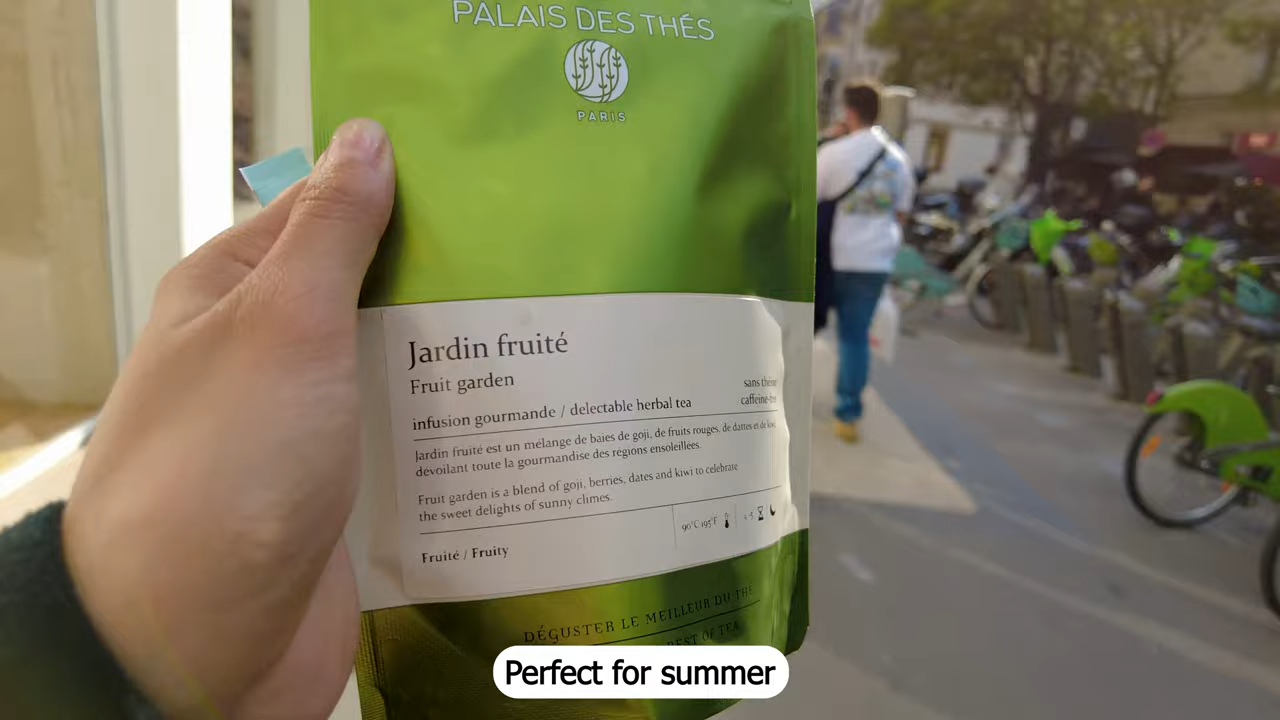 PALAIS DES THÉS
PARIS
Jardin fruité
Fruit garden
sans théine
caffeine-free
infusion gourmande / delectable herbal tea
Jardin fruité est un mélange de baies de goji, de fruits rouges, de dattes et de kiwi
dévoilant toute la gourmandise des régions ensoleillées.
Fruit garden is a blend of goji, berries, dates and kiwi to celebrate
the sweet delights of sunny climes.
90°C 195°F
Fruité / Fruity
DÉGUSTER LE MEILLEUR DU THÉ
BEST OF TEA
Perfect for summer